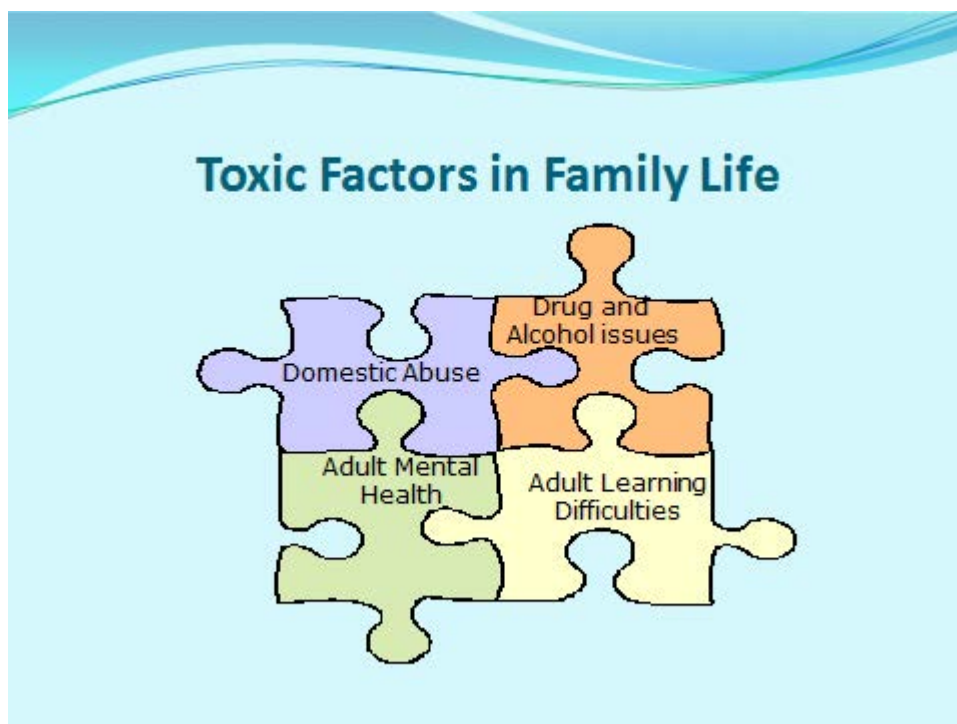 Toxic Factors in Family Life
Drug and
Alcohol issues
Domestic Abuse
Adult Mental
Health
Adult Learning
Difficulties